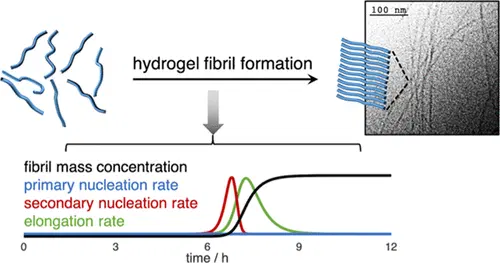 100 nm
hydrogel fibril formation
fibril mass concentration
primary nucleation rate
secondary nucleation rate
elongation rate
0 3 6 9 12
time / h